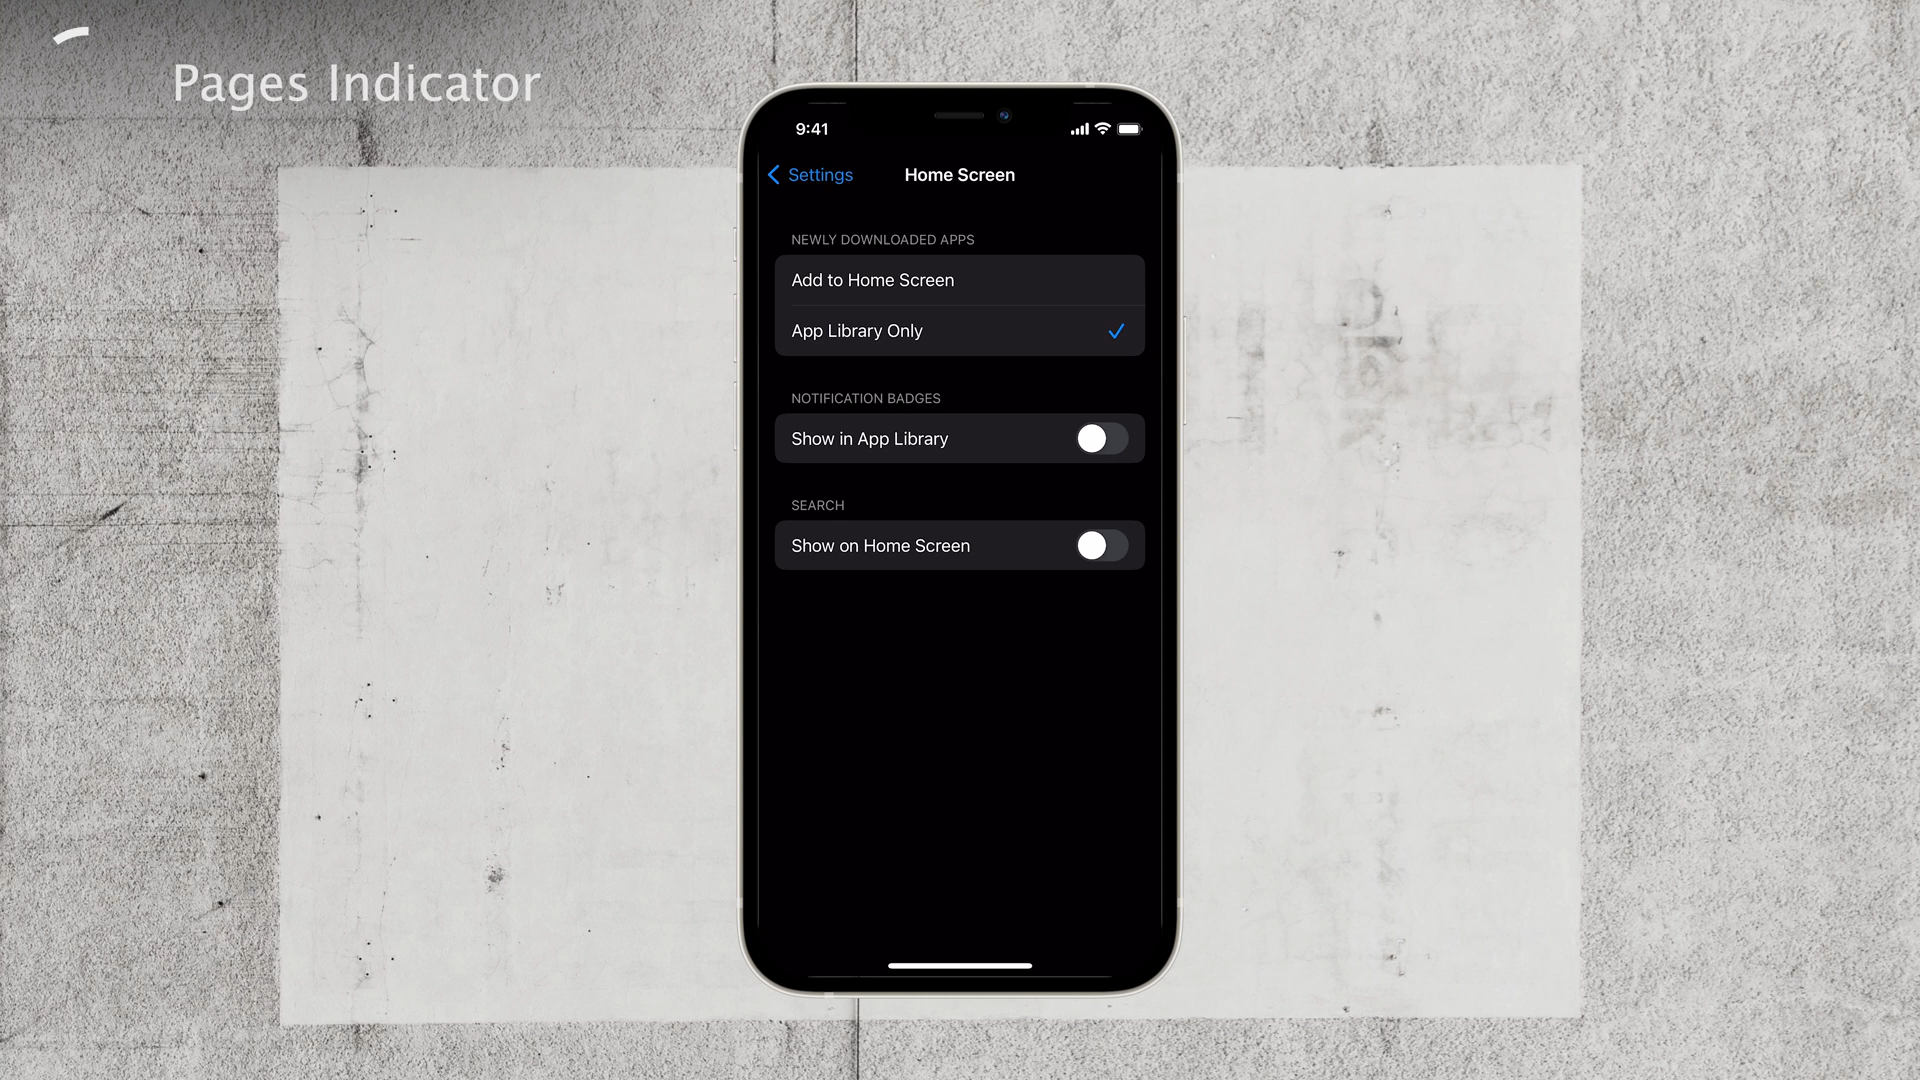 Pages Indicator
9:41
Settings
Home Screen
NEWLY DOWNLOADED APPS
Add to Home Screen
App Library Only
NOTIFICATION BADGES
Show in App Library
SEARCH
Show on Home Screen